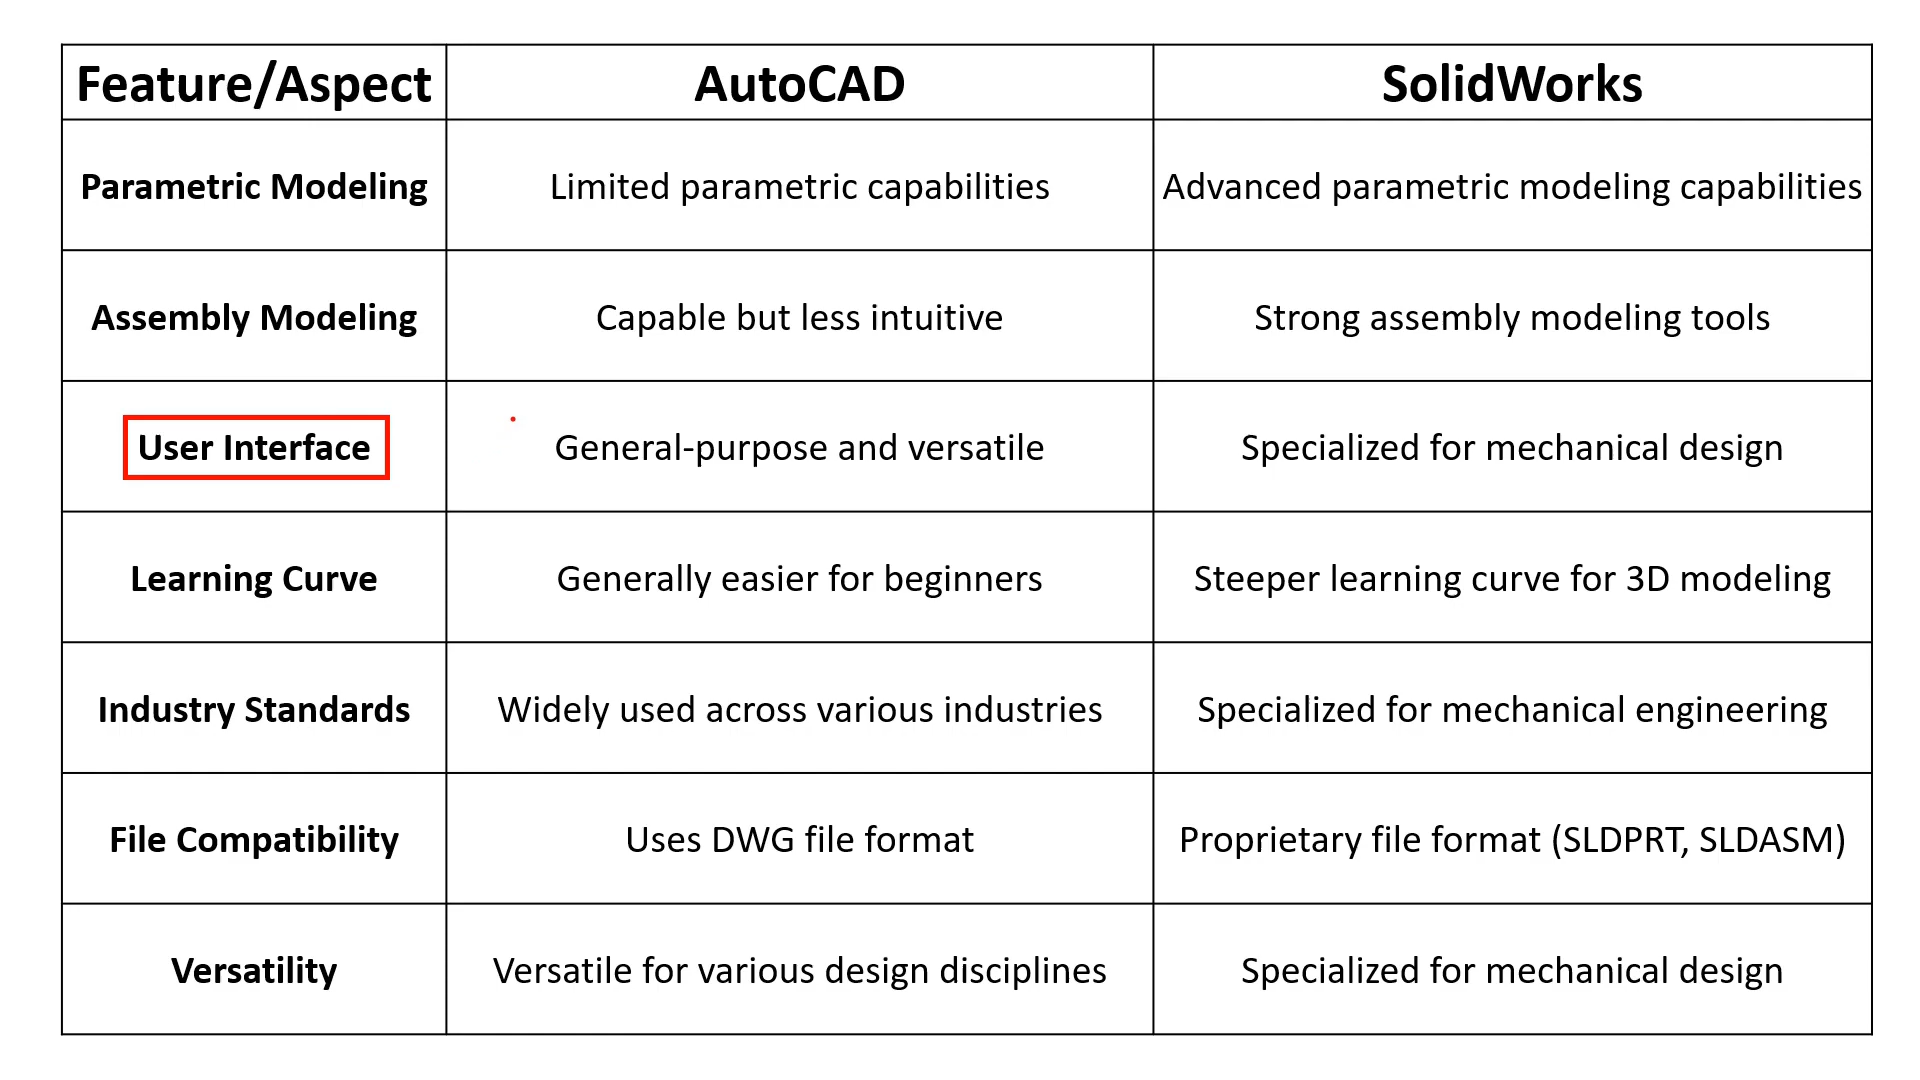 Feature/Aspect AutoCAD SolidWorks
Parametric Modeling Limited parametric capabilities Advanced parametric modeling capabilities
Assembly Modeling Capable but less intuitive Strong assembly modeling tools
User Interface General-purpose and versatile Specialized for mechanical design
Learning Curve Generally easier for beginners Steeper learning curve for 3D modeling
Industry Standards Widely used across various industries Specialized for mechanical engineering
File Compatibility Uses DWG file format Proprietary file format (SLDPRT, SLDASM)
Versatility Versatile for various design disciplines Specialized for mechanical design